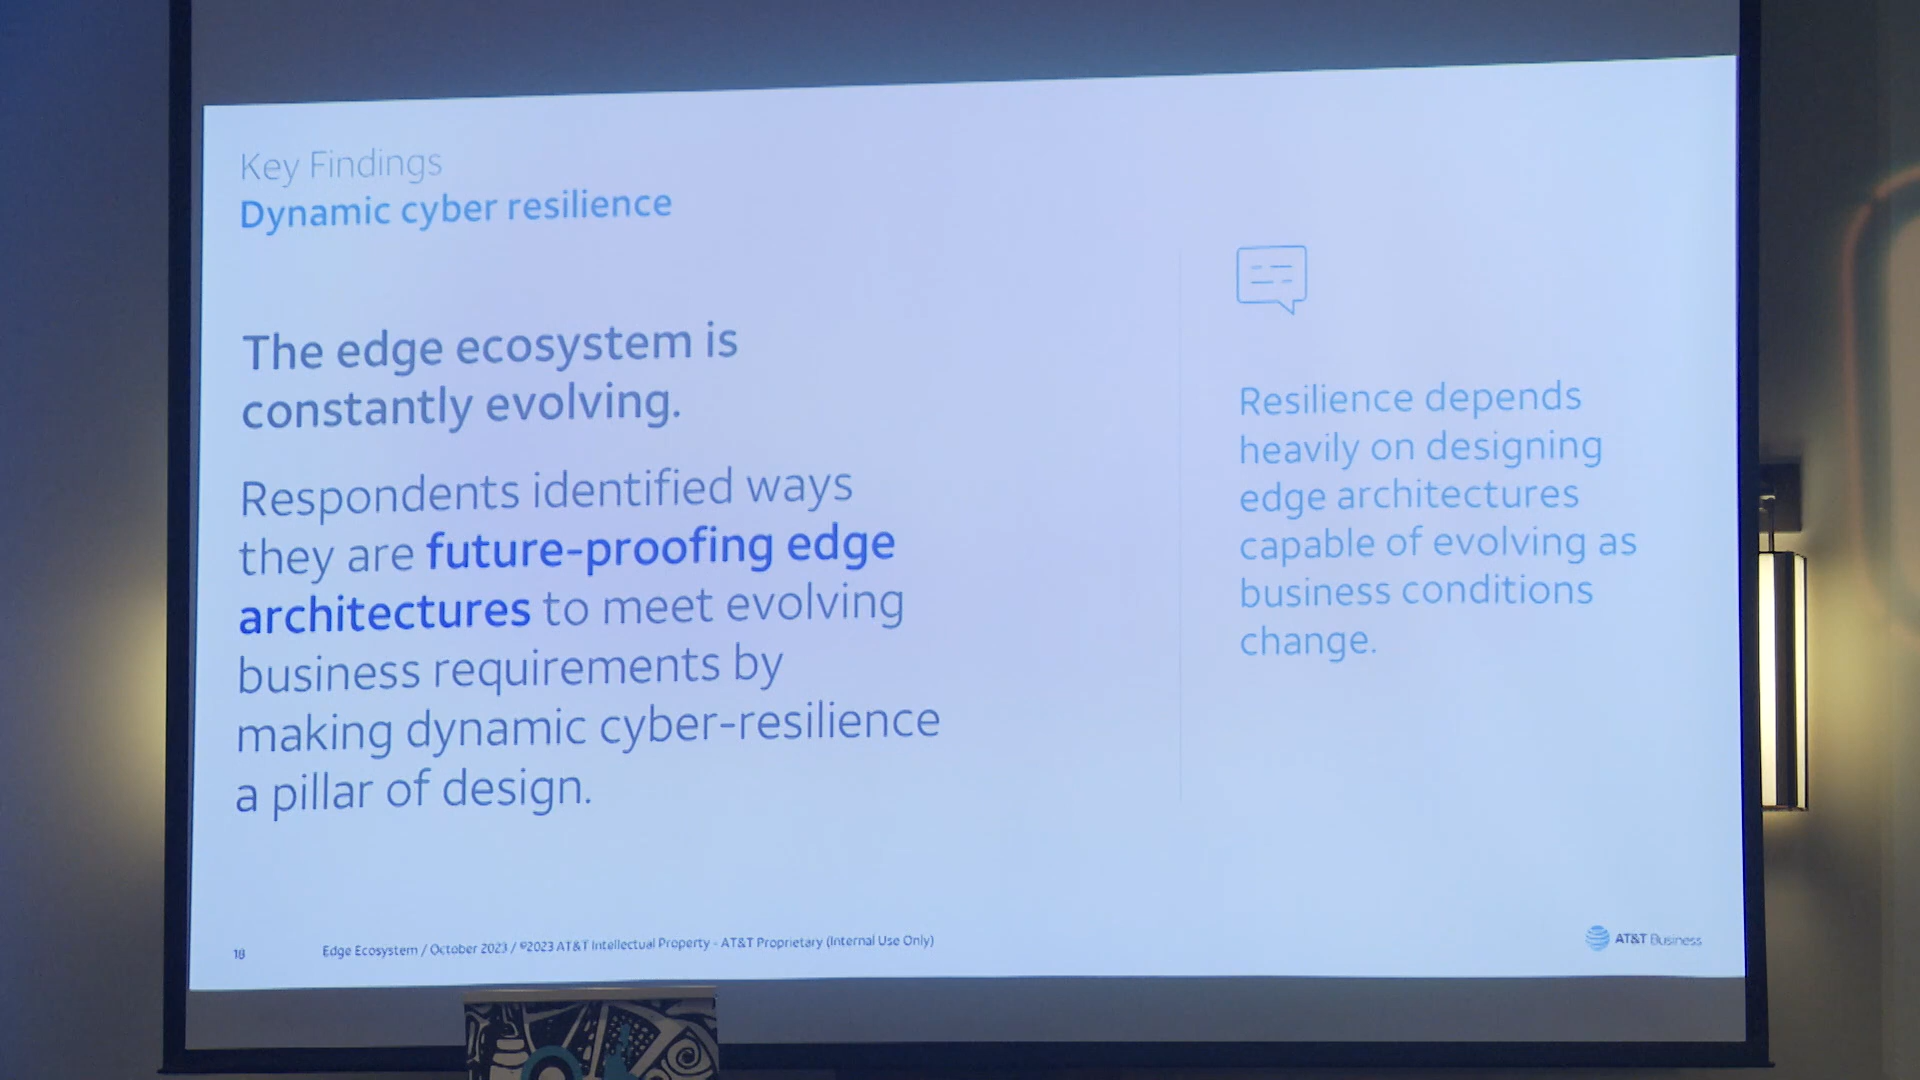 Key Findings
Dynamic cyber resilience
The edge ecosystem is
constantly evolving.
Respondents identified ways
they are future-proofing edge
architectures to meet evolving
business requirements by
making dynamic cyber-resilience
a pillar of design.
Resilience depends
heavily on designing
edge architectures
capable of evolving as
business conditions
change.
18
Edge Ecosystem / October 2023 / ©2023 AT&T Intellectual Property - AT&T Proprietary (Internal Use Only)
AT&T Business